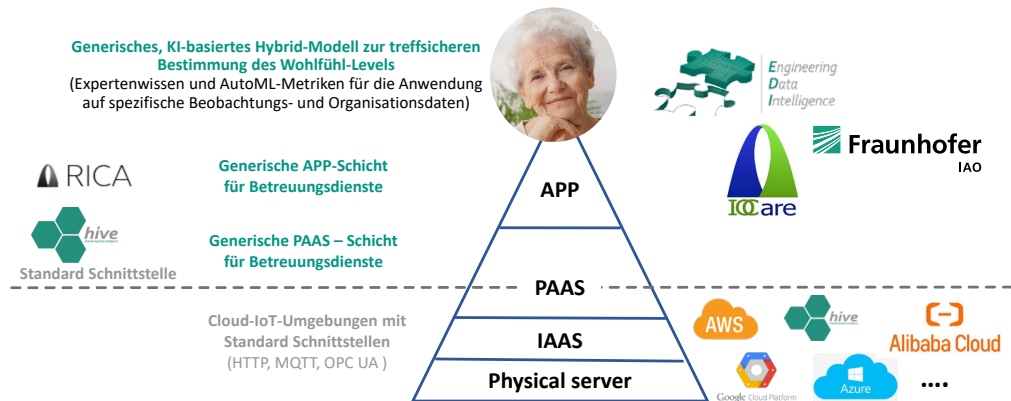 Generisches, KI-basiertes Hybrid-Modell zur treffsicheren
Bestimmung des Wohlfühl-Levels
(Expertenwissen und AutoML-Metriken für die Anwendung
auf spezifische Beobachtungs- und Organisationsdaten)
Engineering
Data
Intelligence
Fraunhofer
IAO
RICA
Generische APP-Schicht
für Betreuungsdienste
APP
IOCare
hive
Standard Schnittstelle
Generische PAAS – Schicht
für Betreuungsdienste
PAAS
Cloud-IoT-Umgebungen mit
Standard Schnittstellen
(HTTP, MQTT, OPC UA )
IAAS
Physical server
AWS
hive
Alibaba Cloud
Google Cloud Platform
Azure
....